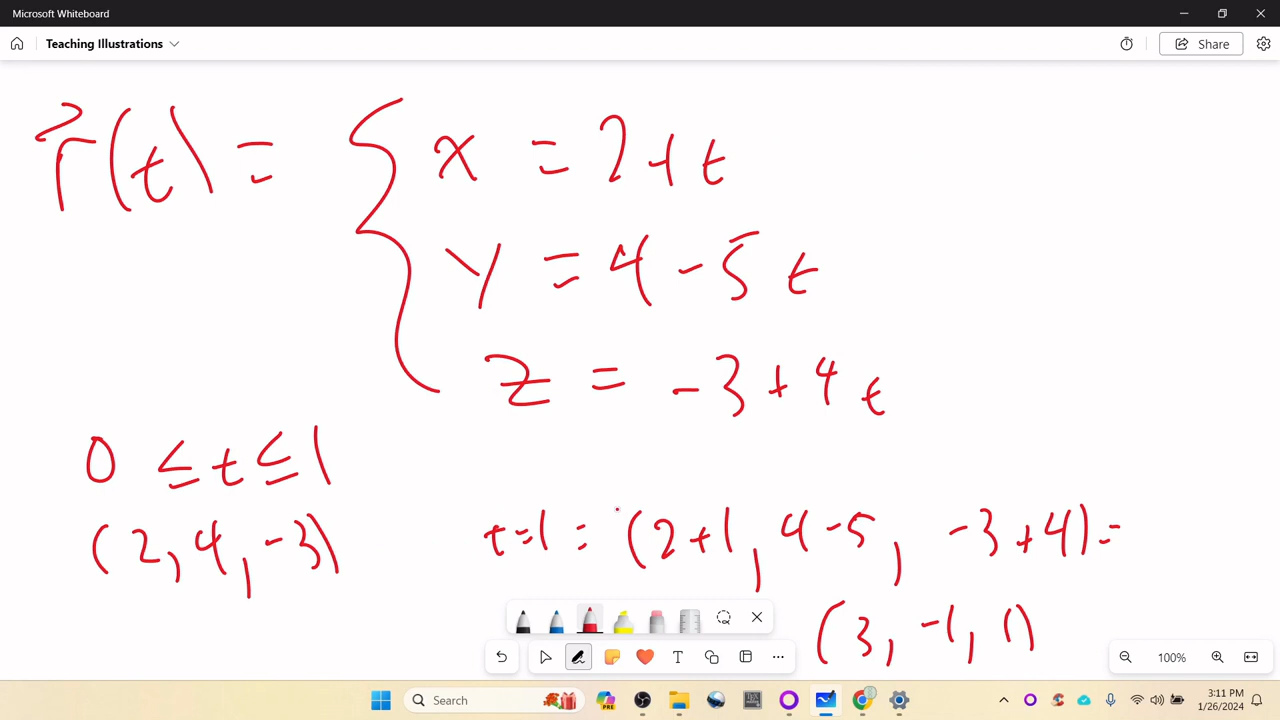 Microsoft Whiteboard
Teaching Illustrations
Share
r⃗(t) = { x = 2 + t
y = 4 - 5t
z = -3 + 4t
0 ≤ t ≤ 1
(2, 4, -3)
t=1 = (2+1, 4-5, -3+4) =
(3, -1, 1)
100%
Search
PRE
3:11 PM
1/26/2024